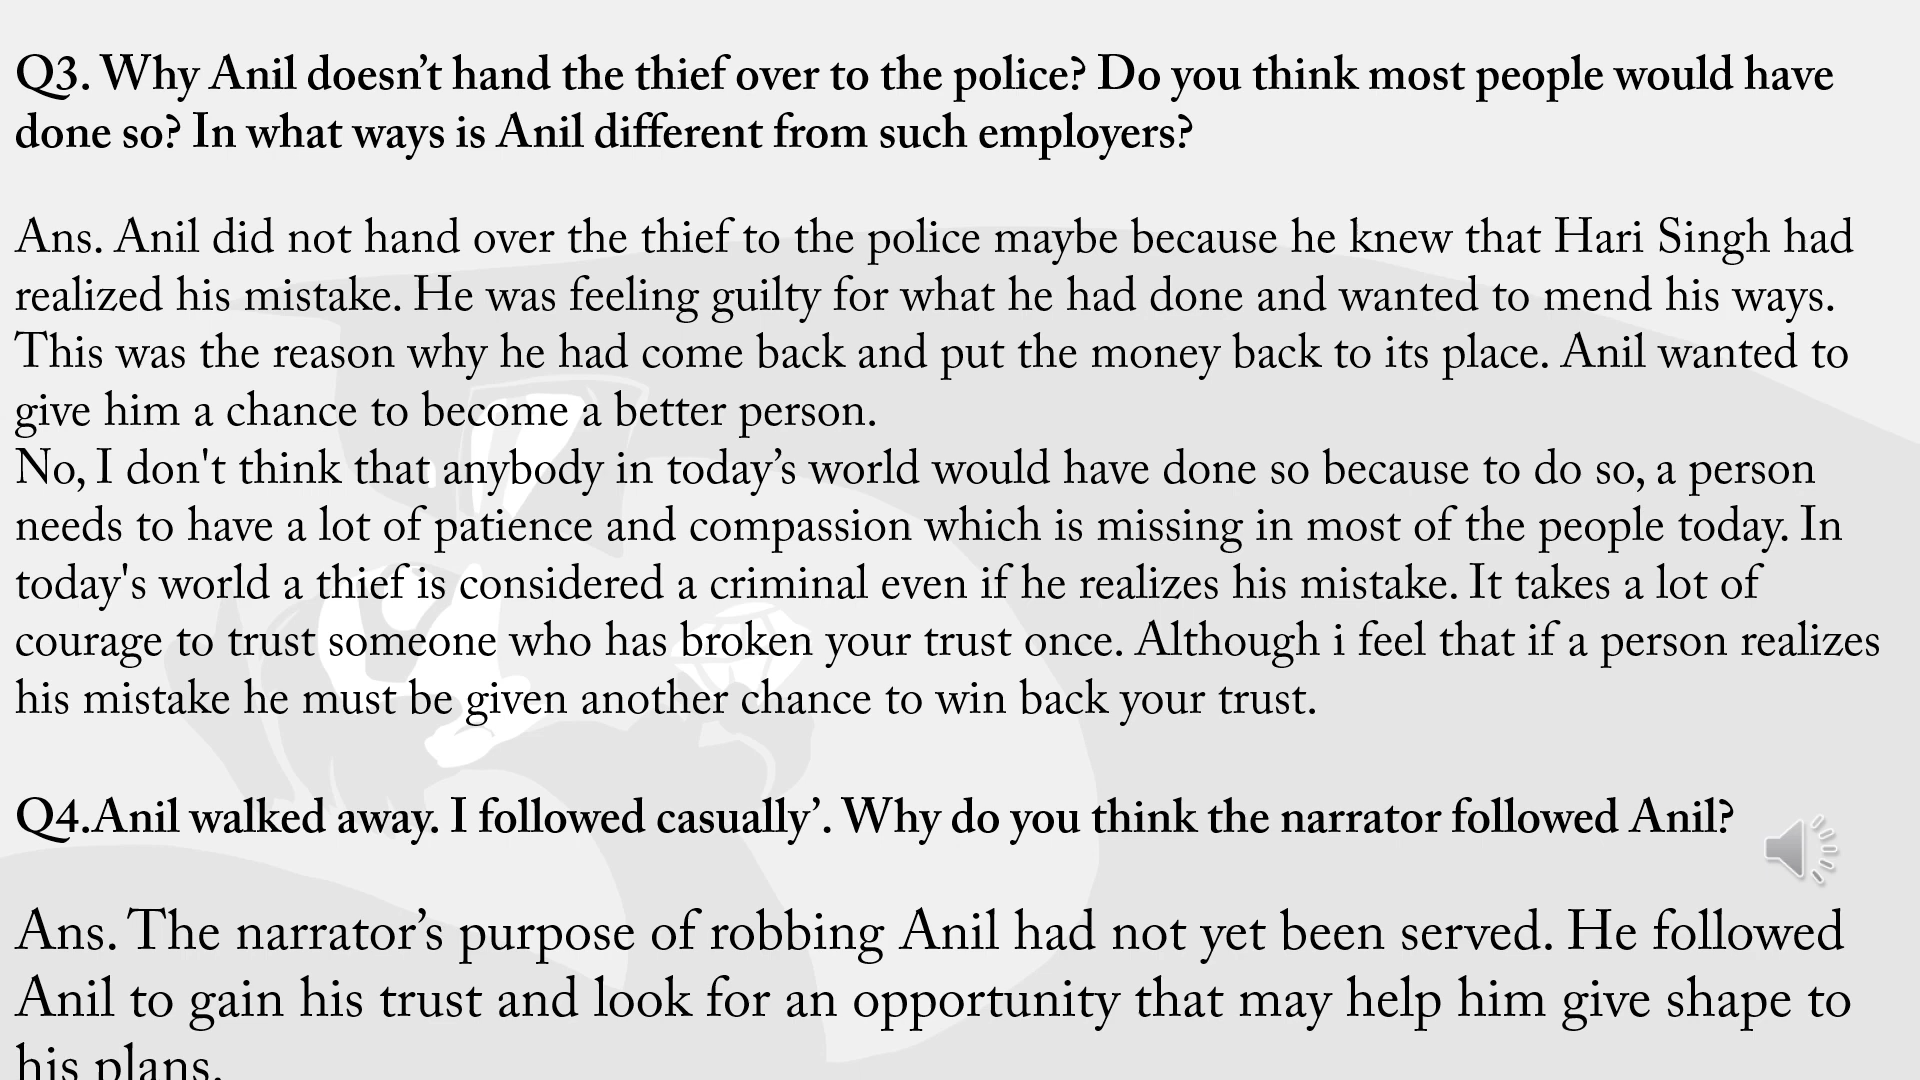 Q3. Why Anil doesn’t hand the thief over to the police? Do you think most people would have
done so? In what ways is Anil different from such employers?
Ans. Anil did not hand over the thief to the police maybe because he knew that Hari Singh had
realized his mistake. He was feeling guilty for what he had done and wanted to mend his ways.
This was the reason why he had come back and put the money back to its place. Anil wanted to
give him a chance to become a better person.
No, I don't think that anybody in today’s world would have done so because to do so, a person
needs to have a lot of patience and compassion which is missing in most of the people today. In
today's world a thief is considered a criminal even if he realizes his mistake. It takes a lot of
courage to trust someone who has broken your trust once. Although i feel that if a person realizes
his mistake he must be given another chance to win back your trust.
Q4.Anil walked away. I followed casually’. Why do you think the narrator followed Anil?
Ans. The narrator’s purpose of robbing Anil had not yet been served. He followed
Anil to gain his trust and look for an opportunity that may help him give shape to
his plans.